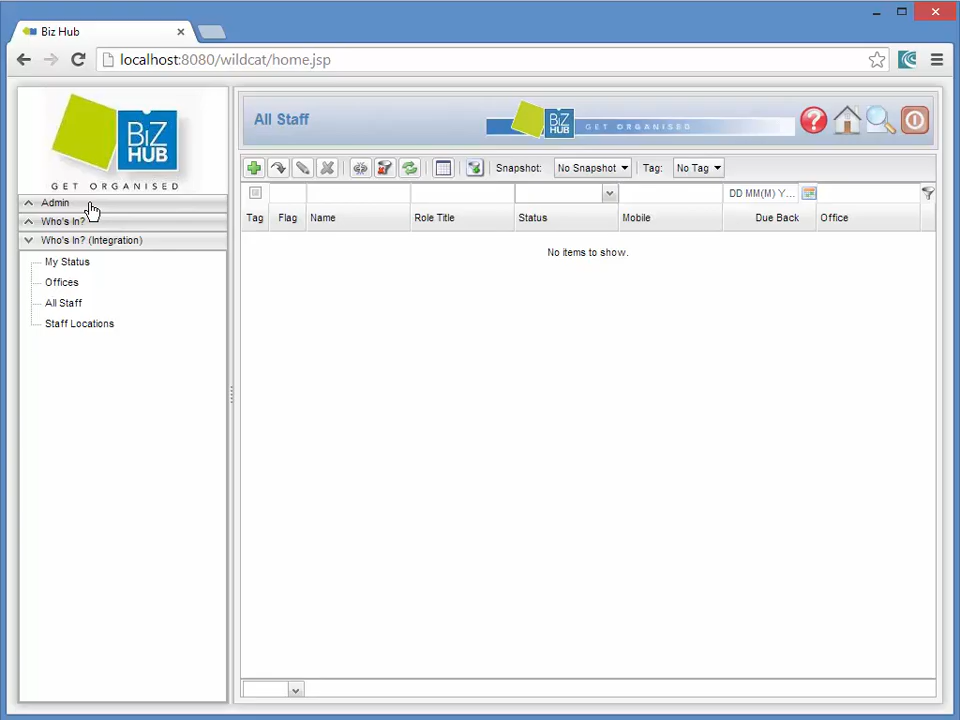 Biz Hub
localhost:8080/wildcat/home.jsp
BiZ
HUB
GET ORGANISED
Admin
Who's In?
Who's In? (Integration)
My Status
Offices
All Staff
Staff Locations
All Staff
BiZ
HUB
GET ORGANISED
Snapshot: No Snapshot Tag: No Tag
DD MM(M) Y...
Tag Flag Name Role Title Status Mobile Due Back Office
No items to show.